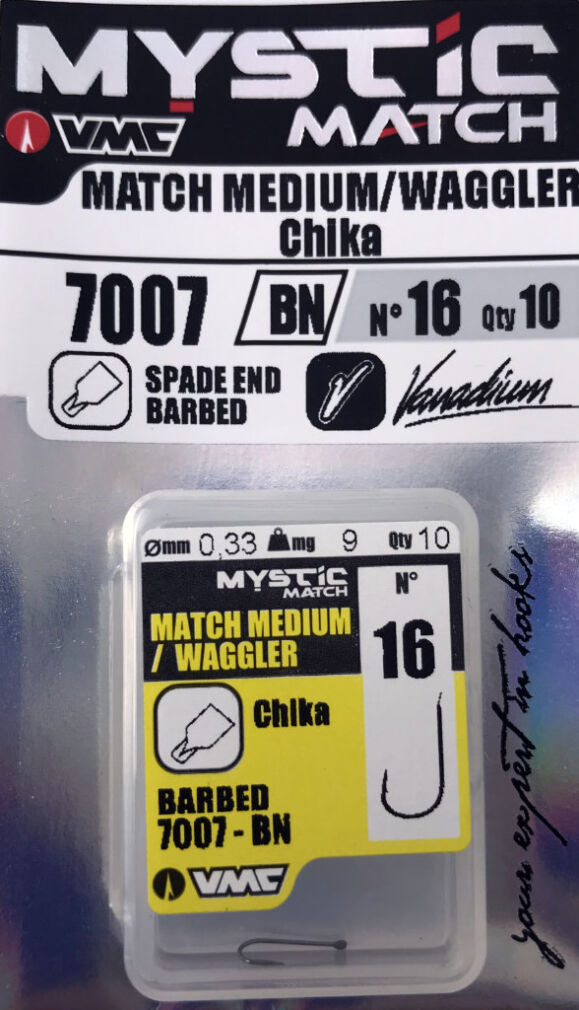 MYSTiC
MATCH
VMC
MATCH MEDIUM/WAGGLER
Chika
7007 BN N° 16 Qty 10
SPADE END
BARBED
Vanadium
Ømm 0,33 mg 9 Qty 10
MYSTiC
MATCH
N°
MATCH MEDIUM
/ WAGGLER
16
Chika
BARBED
7007 - BN
VMC
your expert in hooks